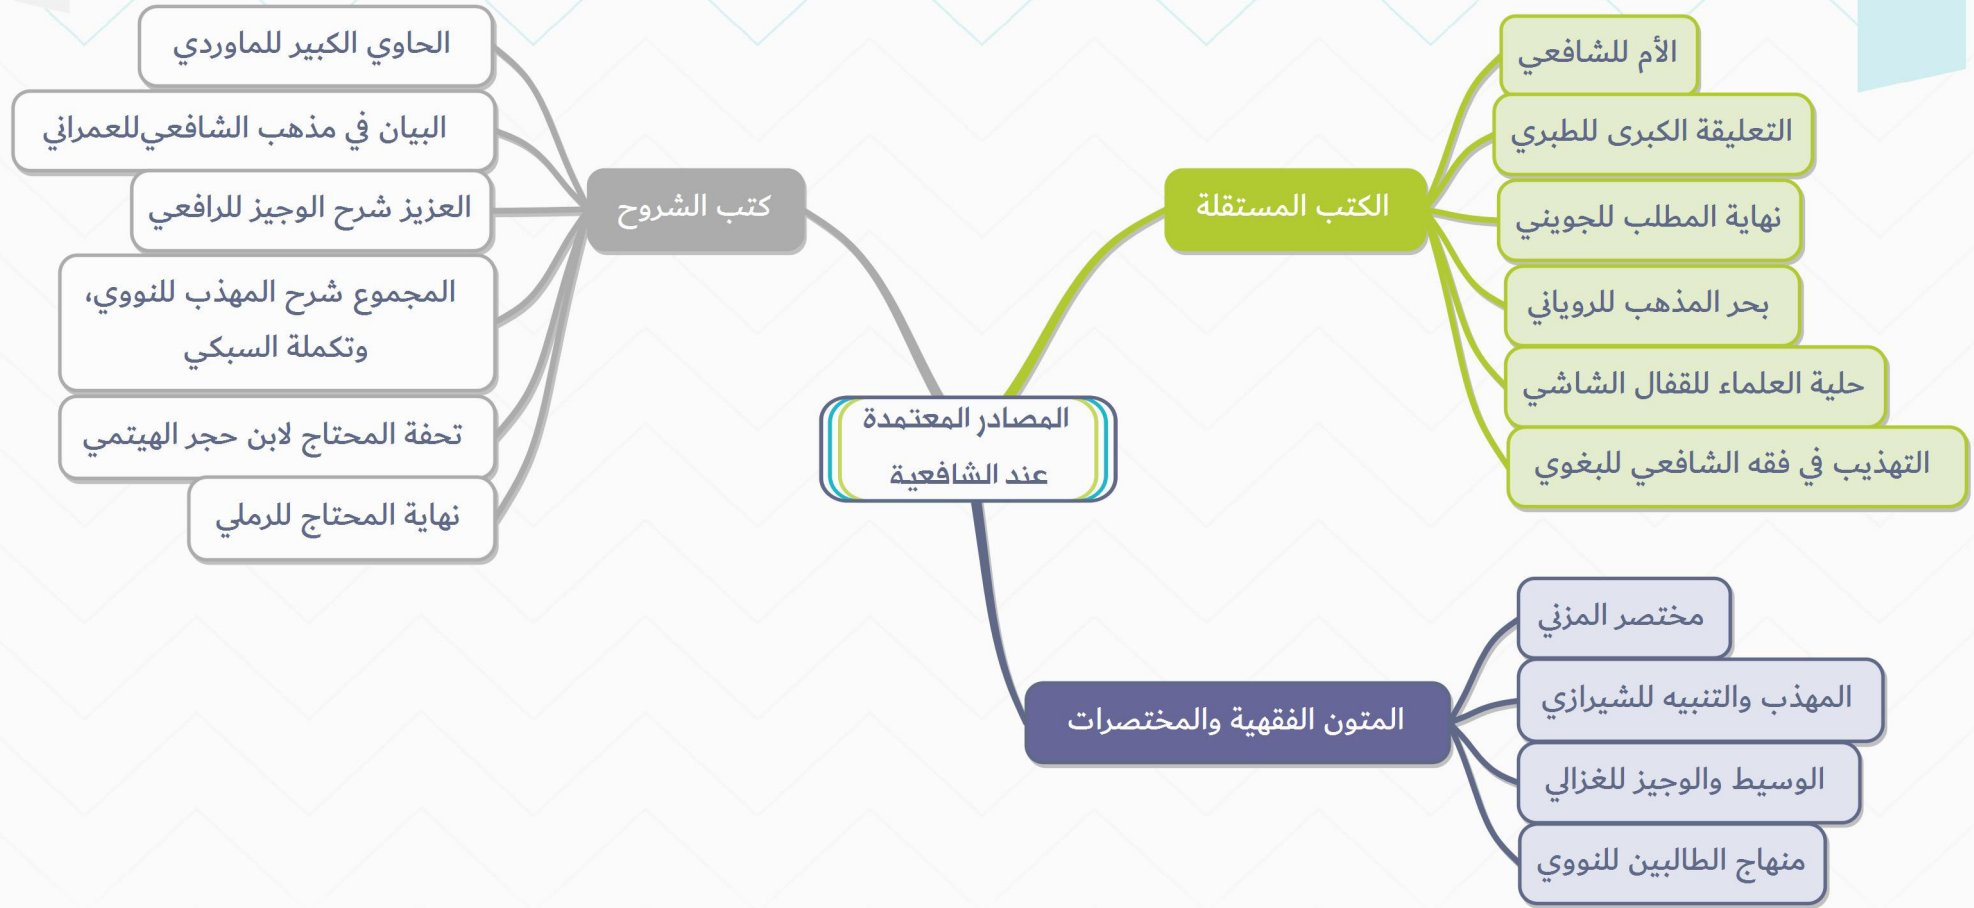 المصادر المعتمدة
عند الشافعية
الكتب المستقلة
الأم للشافعي
التعليقة الكبرى للطبري
نهاية المطلب للجويني
بحر المذهب للروياني
حلية العلماء للقفال الشاشي
التهذيب في فقه الشافعي للبغوي
المتون الفقهية والمختصرات
مختصر المزني
المهذب والتنبيه للشيرازي
الوسيط والوجيز للغزالي
منهاج الطالبين للنووي
كتب الشروح
الحاوي الكبير للماوردي
البيان في مذهب الشافعي‌للعمراني
العزيز شرح الوجيز للرافعي
المجموع شرح المهذب للنووي،
وتكملة السبكي
تحفة المحتاج لابن حجر الهيتمي
نهاية المحتاج للرملي